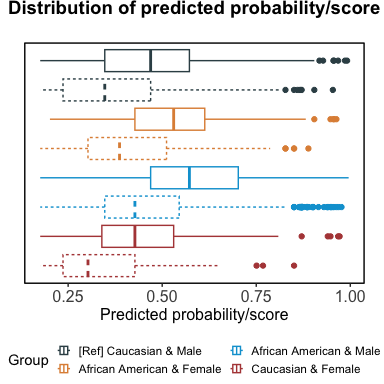 Distribution of predicted probability/score
0.25 0.50 0.75 1.00
Predicted probability/score
Group
[Ref] Caucasian & Male African American & Male
African American & Female Caucasian & Female